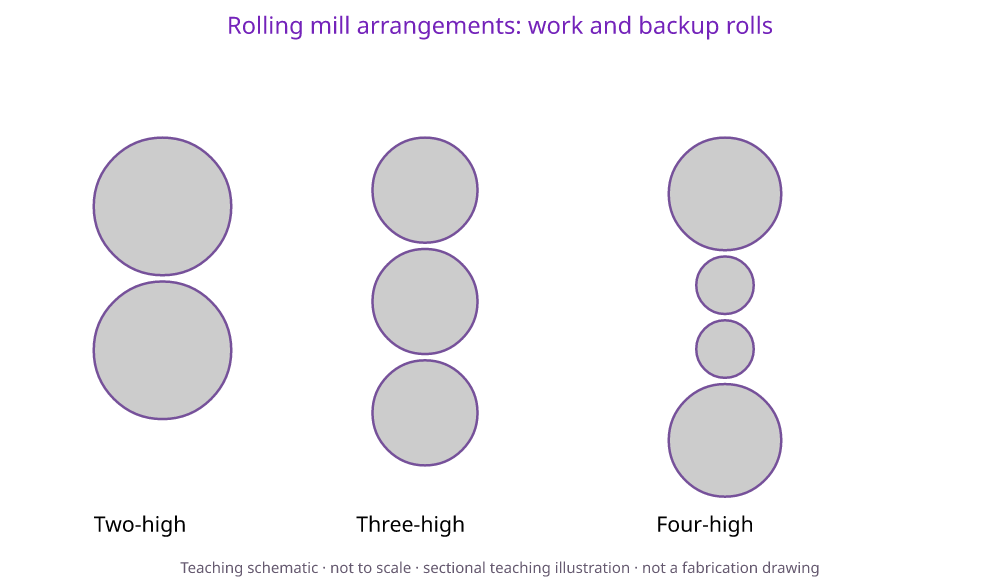 Rolling mill arrangements: work and backup rolls
Two-high
Three-high
Four-high
Teaching schematic · not to scale · sectional teaching illustration · not a fabrication drawing